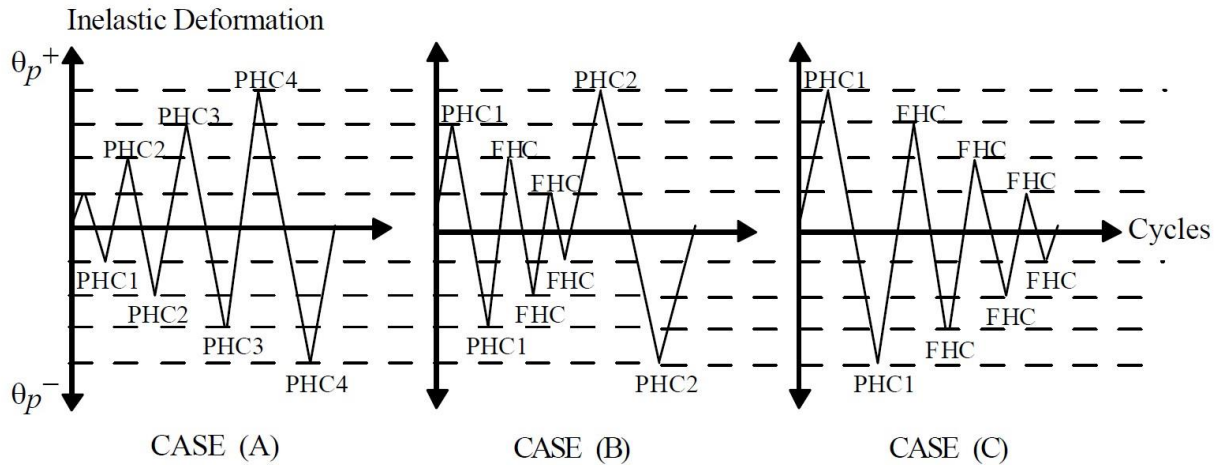 Inelastic Deformation
θp+
PHC4
PHC3
PHC2
PHC1
PHC2
PHC3
PHC4
θp−
CASE (A)
PHC2
PHC1
FHC
FHC
FHC
FHC
PHC1
PHC2
CASE (B)
PHC1
FHC
FHC
FHC
Cycles
FHC
FHC
FHC
PHC1
CASE (C)